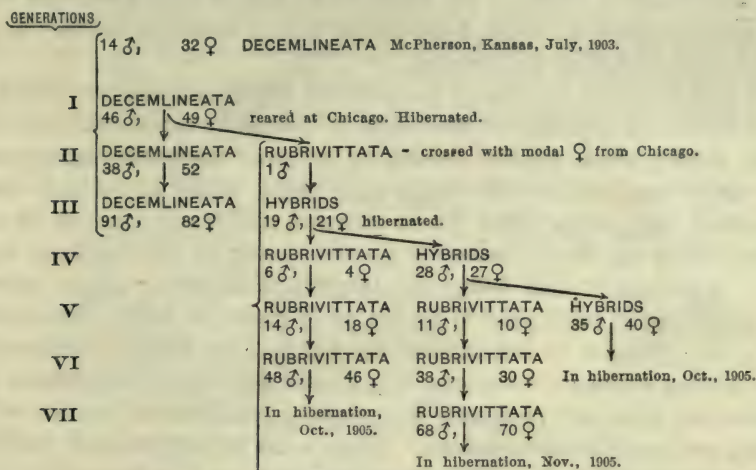 GENERATIONS
14 ♂, 32 ♀ DECEMLINEATA McPherson, Kansas, July, 1903.
I DECEMLINEATA
46 ♂, 49 ♀ reared at Chicago. Hibernated.
II DECEMLINEATA RUBRIVITTATA - crossed with modal ♀ from Chicago.
38 ♂, 52 1 ♂
III DECEMLINEATA HYBRIDS
91 ♂, 82 ♀ 19 ♂, 21 ♀ hibernated.
IV RUBRIVITTATA HYBRIDS
6 ♂, 4 ♀ 28 ♂, 27 ♀
V RUBRIVITTATA RUBRIVITTATA HYBRIDS
14 ♂, 18 ♀ 11 ♂, 10 ♀ 35 ♂, 40 ♀
VI RUBRIVITTATA RUBRIVITTATA
48 ♂, 46 ♀ 38 ♂, 30 ♀ In hibernation, Oct., 1905.
VII In hibernation, RUBRIVITTATA
Oct., 1905. 68 ♂, 70 ♀
In hibernation, Nov., 1905.